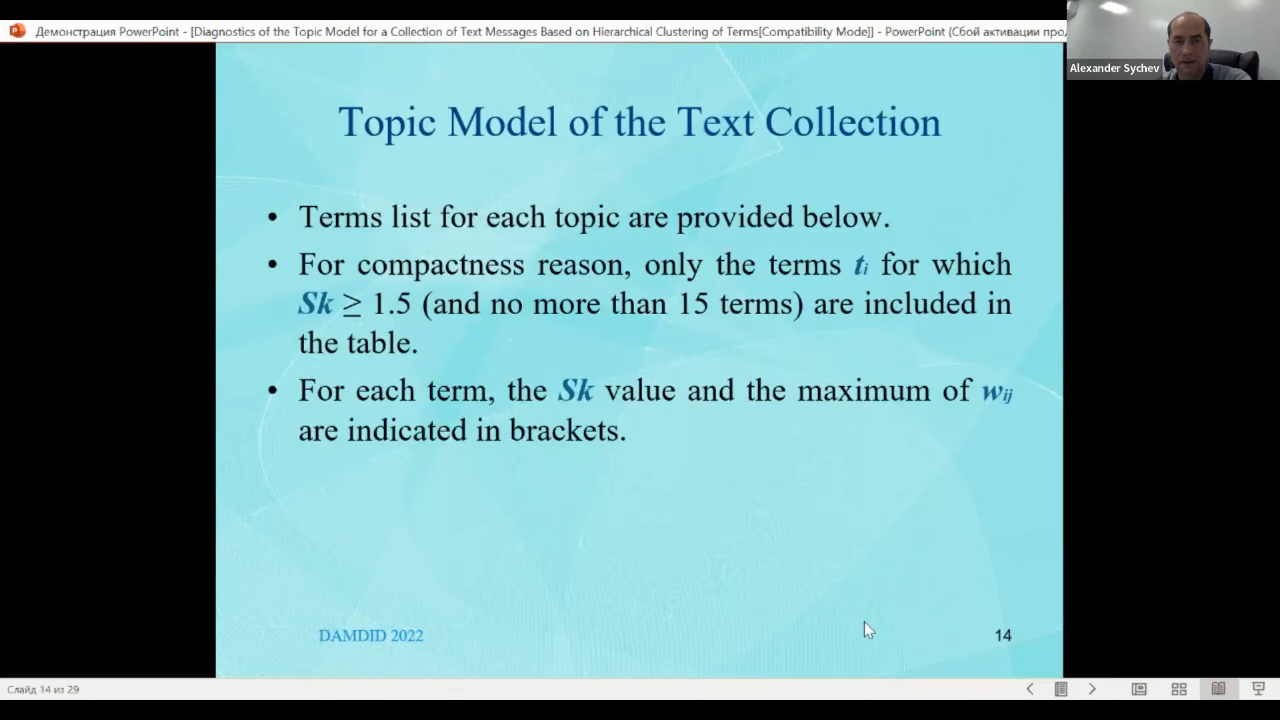 Демонстрация PowerPoint - [Diagnostics of the Topic Model for a Collection of Text Messages Based on Hierarchical Clustering of Terms[Compatibility Mode]] - PowerPoint (Сбой активации про
Alexander Sychev
Topic Model of the Text Collection
• Terms list for each topic are provided below.
• For compactness reason, only the terms ti for which
Sk ≥ 1.5 (and no more than 15 terms) are included in
the table.
• For each term, the Sk value and the maximum of wij
are indicated in brackets.
DAMDID 2022
14
Слайд 14 из 29